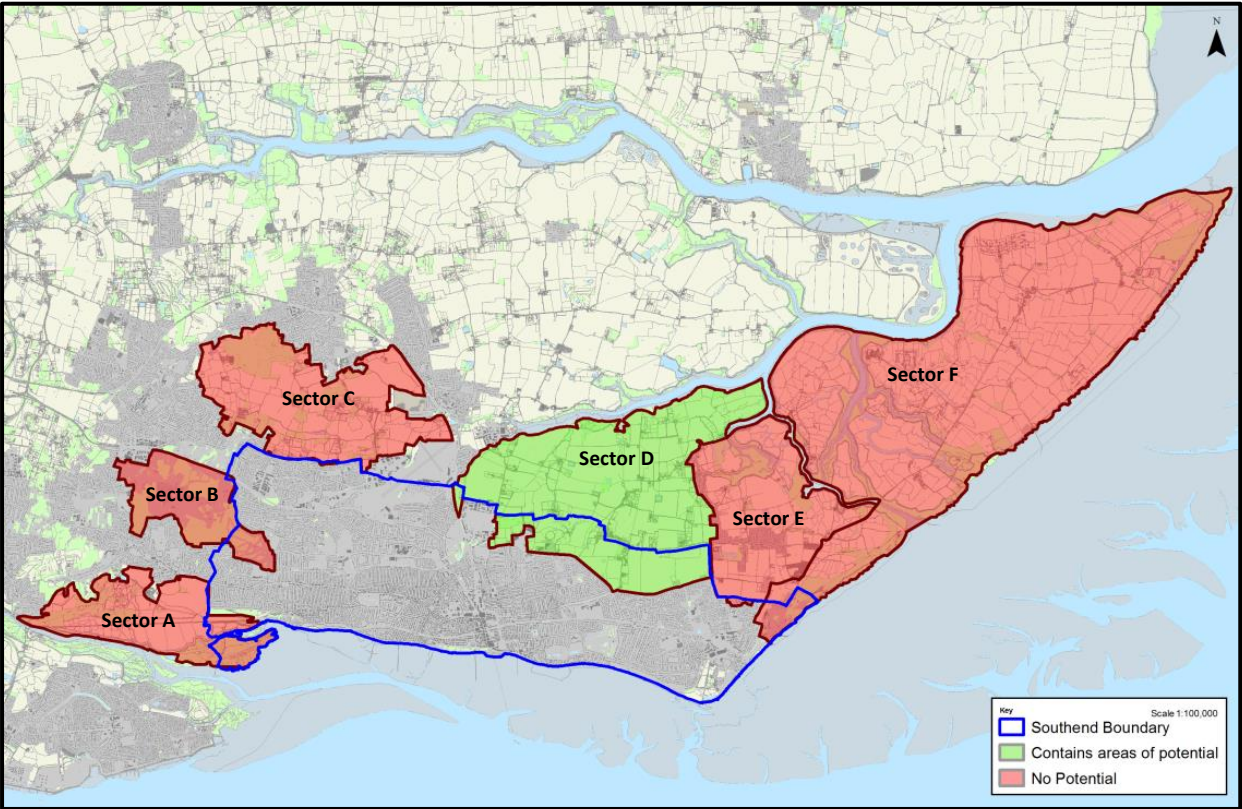 N
Sector F
Sector C
Sector D
Sector B
Sector E
Sector A
Key
Scale 1:100,000
Southend Boundary
Contains areas of potential
No Potential